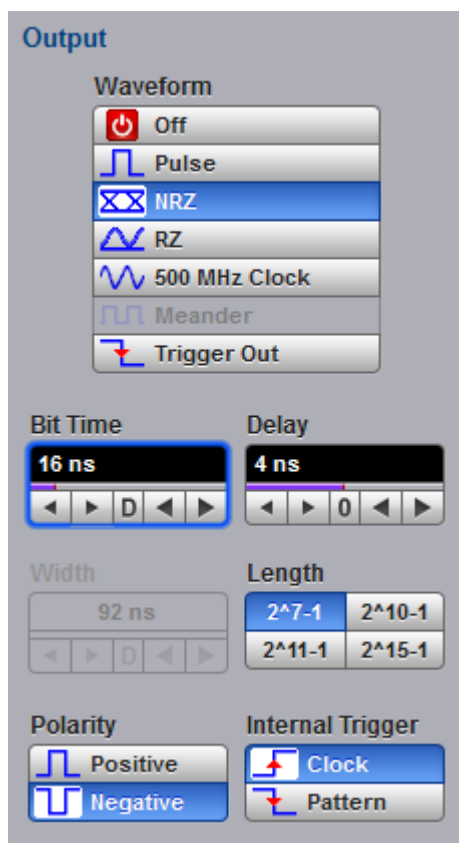 Output
Waveform
Off
Pulse
NRZ
RZ
500 MHz Clock
Meander
Trigger Out
Bit Time Delay
16 ns 4 ns
D 0
Width Length
92 ns 2^7-1 2^10-1
D 2^11-1 2^15-1
Polarity Internal Trigger
Positive Clock
Negative Pattern